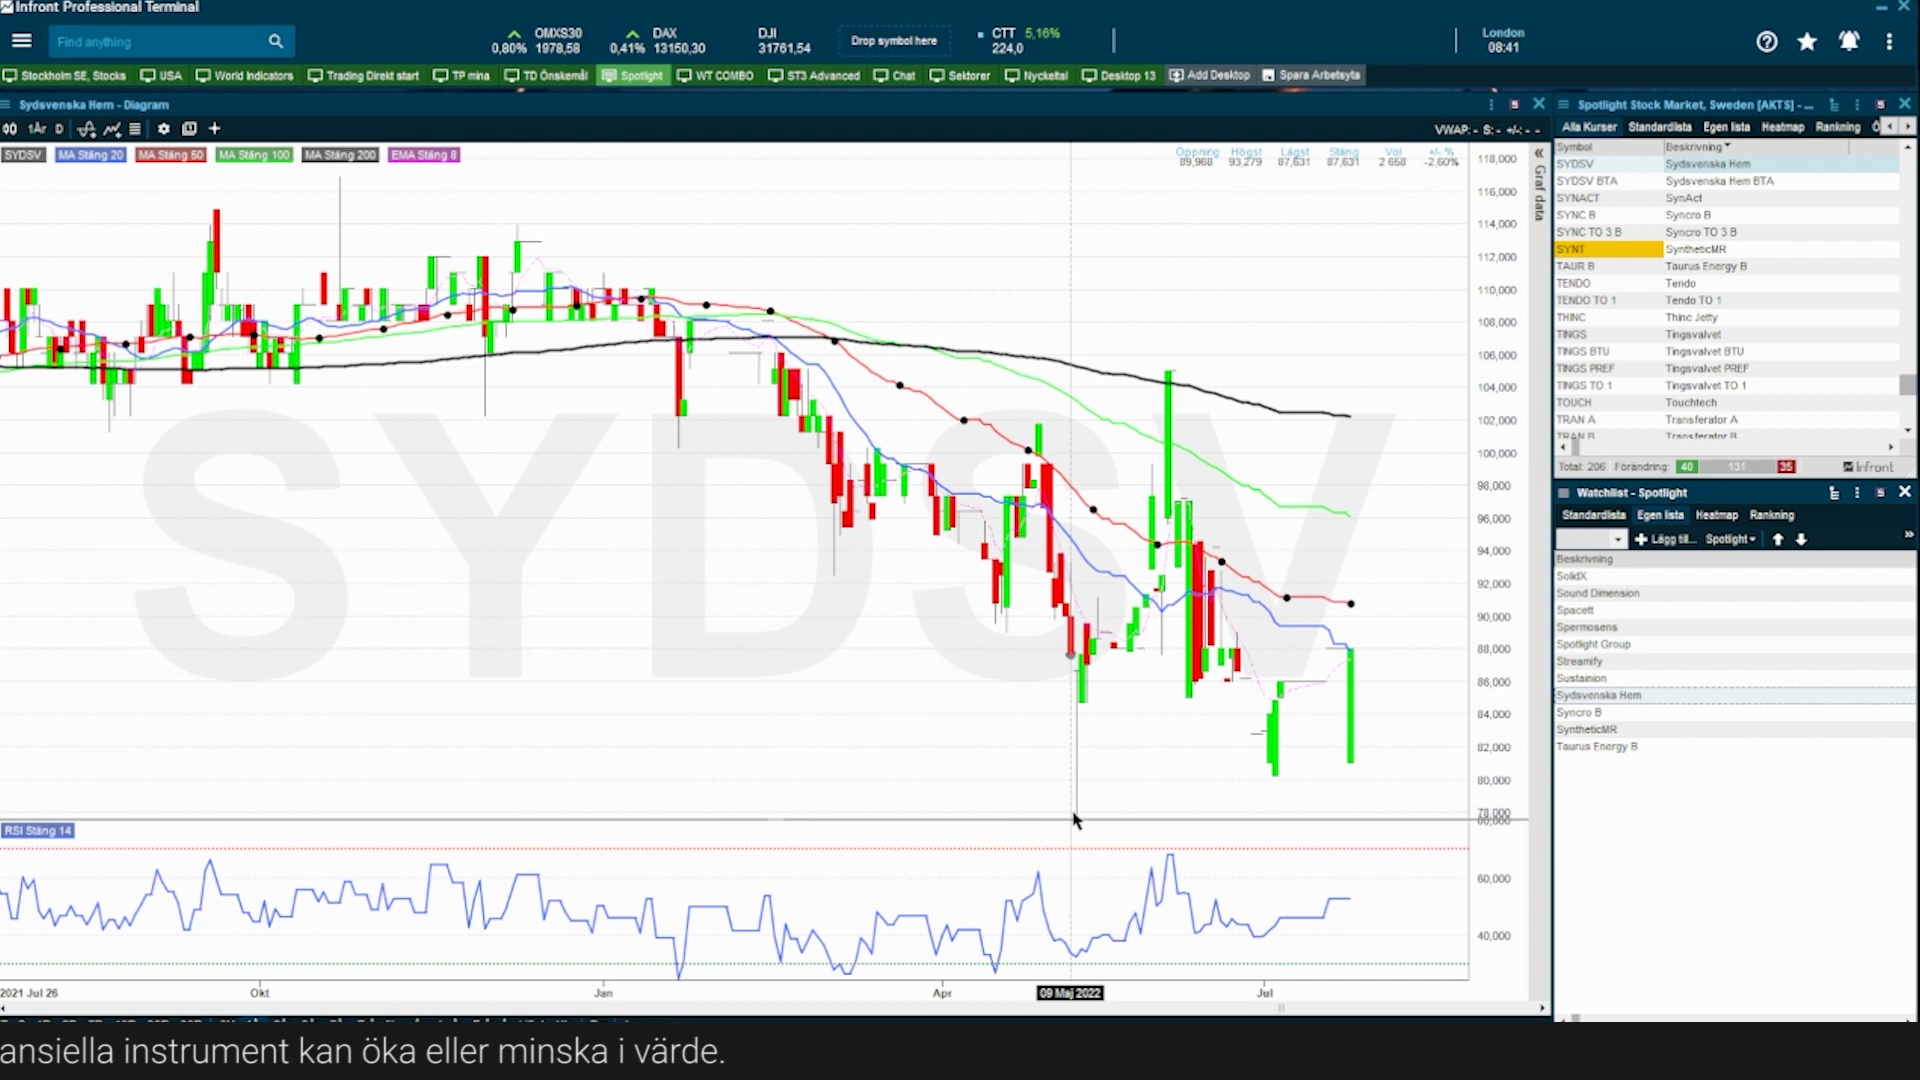 Infront Professional Terminal
Find anything
OMXS30
0,80% 1978,58
DAX
0,41% 13150,30
DJI
31761,54
Drop symbol here
CTT 5,16%
224,0
London
08:41
Stockholm SE, Stocks USA World Indicators Trading Direkt start TP mina TD Önskemål Spotlight WT COMBO ST3 Advanced Chat Sektorer Nyckeltal Desktop 13 Add Desktop Spara Arbetsyta
Sydsvenska Hem - Diagram
1År D
VWAP: - S: - +/-: - -
SYDSV MA Stäng 20 MA Stäng 50 MA Stäng 100 MA Stäng 200 EMA Stäng 8
Öppning Högst Lägst Stäng Vol +/- %
89,968 93,279 87,631 87,631 2 658 -2,60%
Graf data
SYDSV
118,000
116,000
114,000
112,000
110,000
108,000
106,000
104,000
102,000
100,000
98,000
96,000
94,000
92,000
90,000
88,000
86,000
84,000
82,000
80,000
78,000
80,000
RSI Stäng 14
60,000
40,000
2021 Jul 26 Okt Jan Apr 09 Maj 2022 Jul
Spotlight Stock Market, Sweden [AKTS] - ...
Alla Kurser Standardlista Egen lista Heatmap Rankning
Symbol Beskrivning
SYDSV Sydsvenska Hem
SYDSV BTA Sydsvenska Hem BTA
SYNACT SynAct
SYNC B Syncro B
SYNC TO 3 B Syncro TO 3 B
SYNT SyntheticMR
TAUR B Taurus Energy B
TENDO Tendo
TENDO TO 1 Tendo TO 1
THINC Thinc Jetty
TINGS Tingsvalvet
TINGS BTU Tingsvalvet BTU
TINGS PREF Tingsvalvet PREF
TINGS TO 1 Tingsvalvet TO 1
TOUCH Touchtech
TRAN A Transferator A
TRAN B Transferator B
Total: 206 Förändring: 40 131 35 Infront
Watchlist - Spotlight
Standardlista Egen lista Heatmap Rankning
Lägg till... Spotlight
Beskrivning
SolidX
Sound Dimension
Spacett
Spermosens
Spotlight Group
Streamify
Sustainion
Sydsvenska Hem
Syncro B
SyntheticMR
Taurus Energy B
ansiella instrument kan öka eller minska i värde.